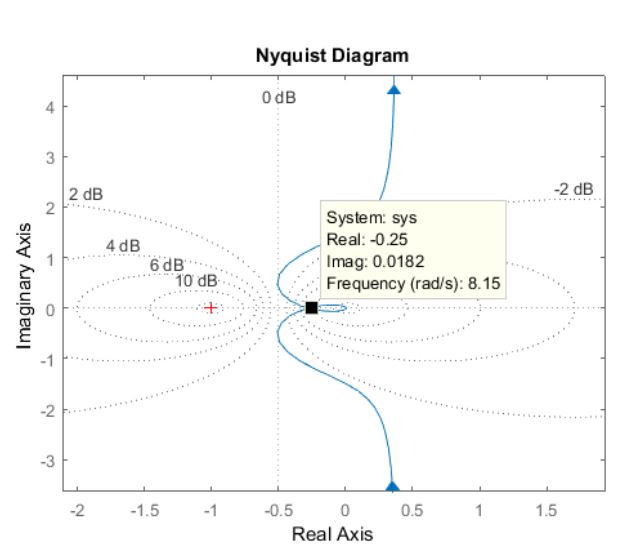 Nyquist Diagram
0 dB
2 dB
-2 dB
4 dB
6 dB
10 dB
System: sys
Real: -0.25
Imag: 0.0182
Frequency (rad/s): 8.15
Imaginary Axis
4
3
2
1
0
-1
-2
-3
-2
-1.5
-1
-0.5
0
0.5
1
1.5
Real Axis